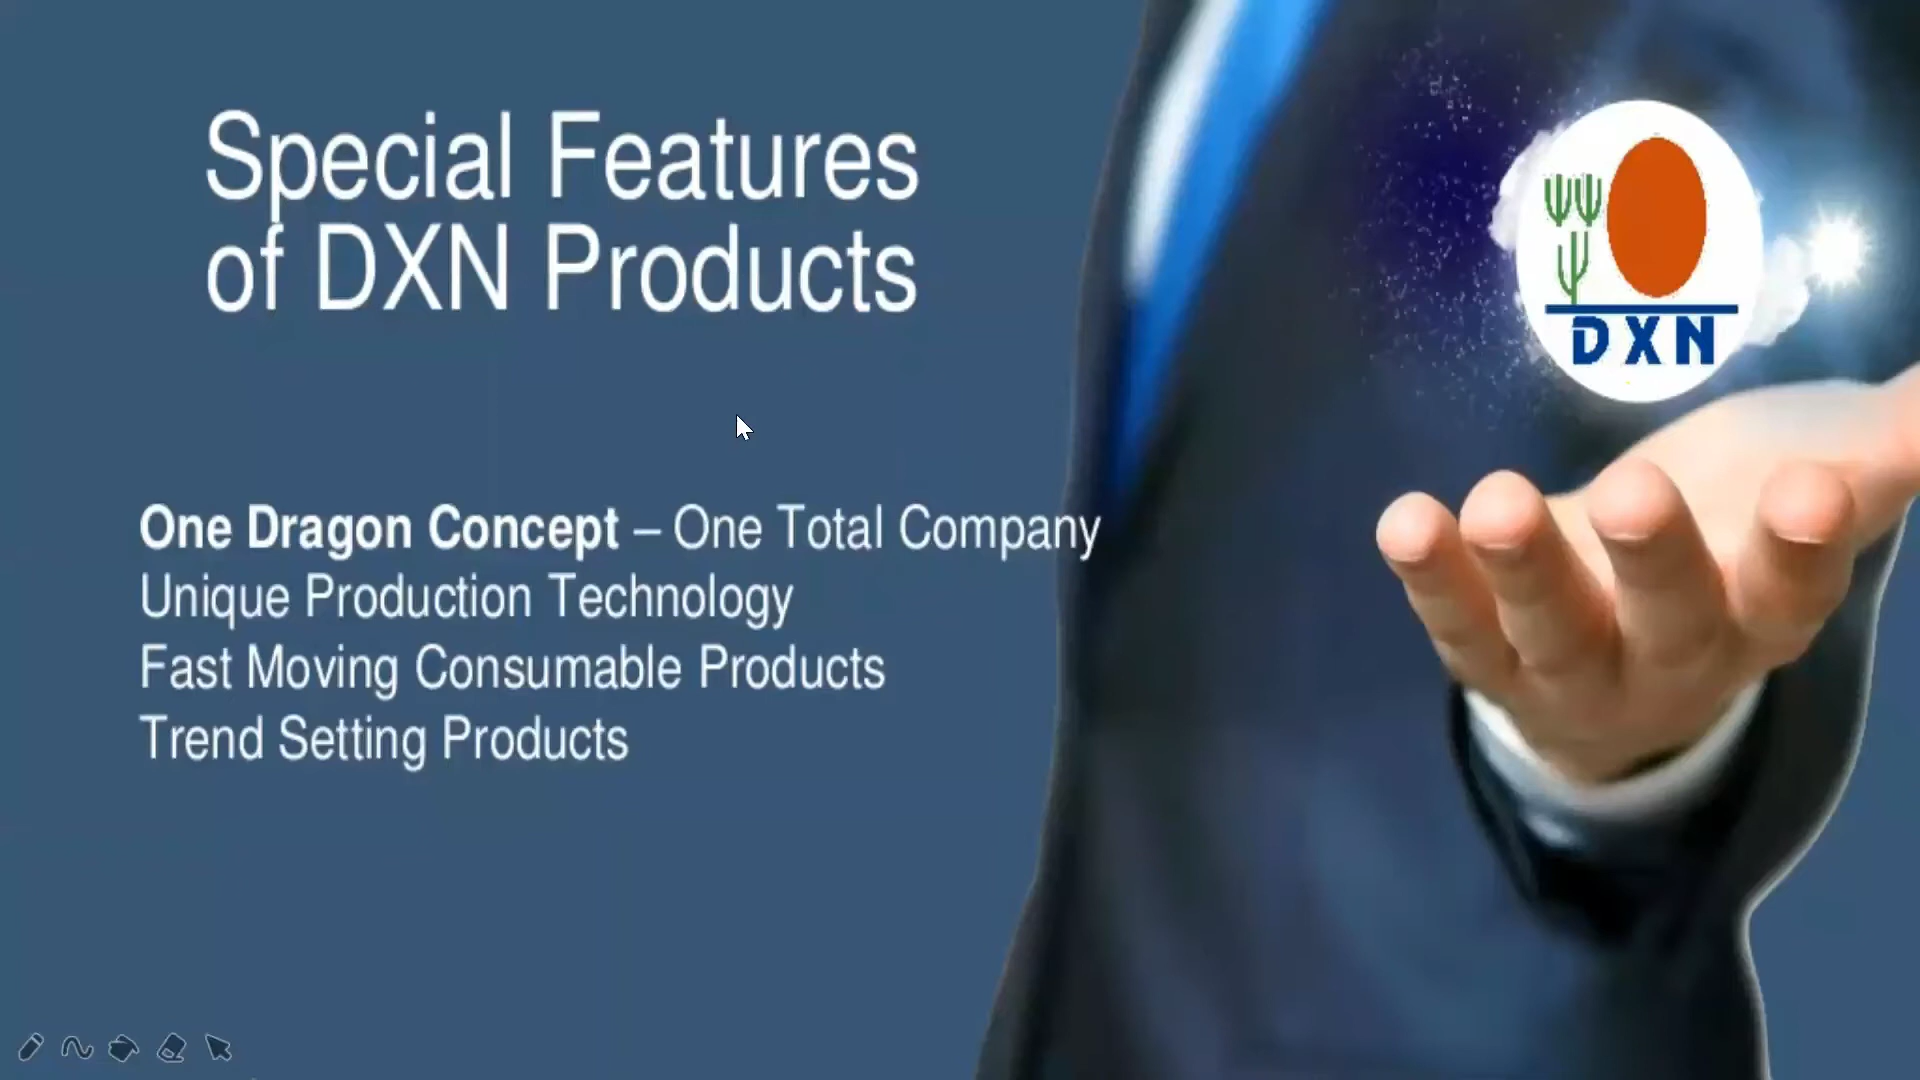 Special Features
of DXN Products
DXN
One Dragon Concept – One Total Company
Unique Production Technology
Fast Moving Consumable Products
Trend Setting Products